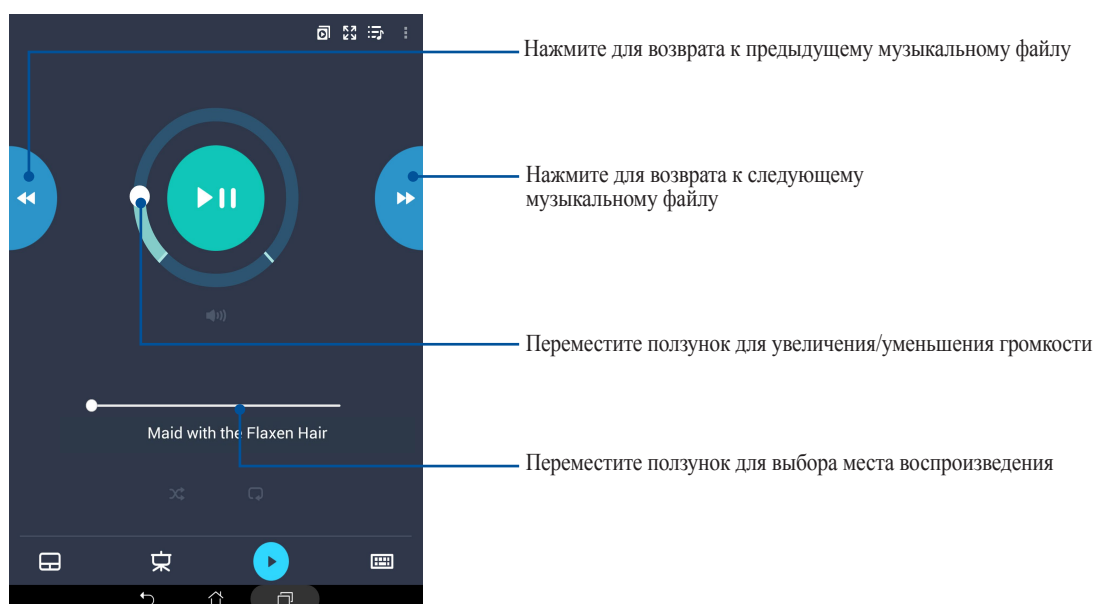 Нажмите для возврата к предыдущему музыкальному файлу
Нажмите для возврата к следующему
музыкальному файлу
Переместите ползунок для увеличения/уменьшения громкости
Maid with the Flaxen Hair
Переместите ползунок для выбора места воспроизведения